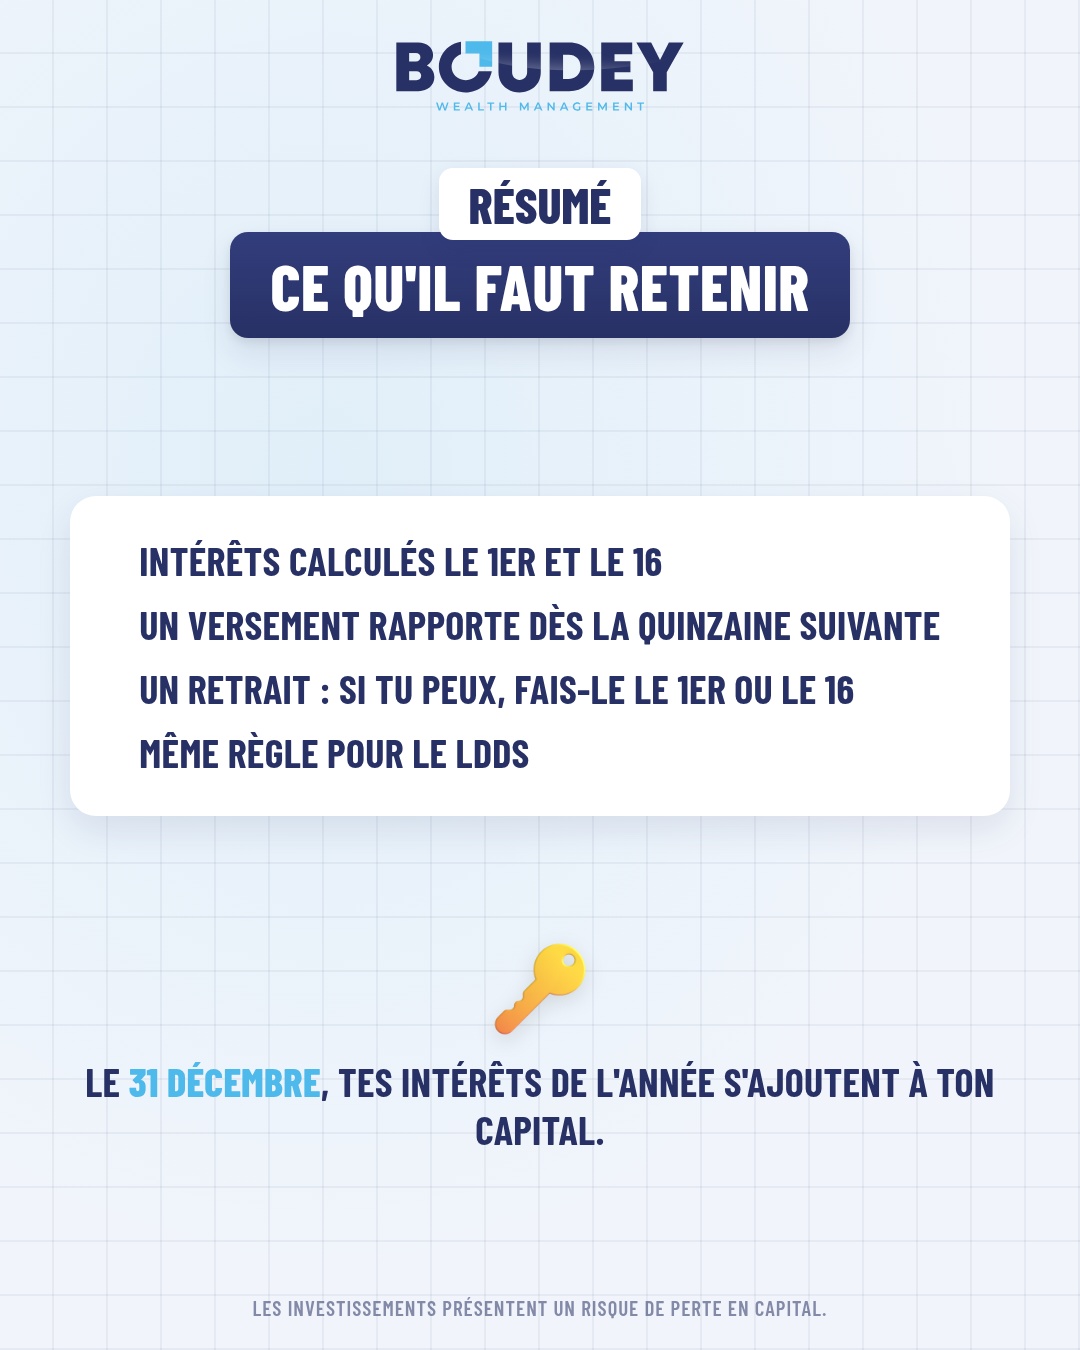 BOUDEY
WEALTH MANAGEMENT
RÉSUMÉ
CE QU'IL FAUT RETENIR
INTÉRÊTS CALCULÉS LE 1ER ET LE 16
UN VERSEMENT RAPPORTE DÈS LA QUINZAINE SUIVANTE
UN RETRAIT : SI TU PEUX, FAIS-LE LE 1ER OU LE 16
MÊME RÈGLE POUR LE LDDS
LE 31 DÉCEMBRE, TES INTÉRÊTS DE L'ANNÉE S'AJOUTENT À TON
CAPITAL.
LES INVESTISSEMENTS PRÉSENTENT UN RISQUE DE PERTE EN CAPITAL.